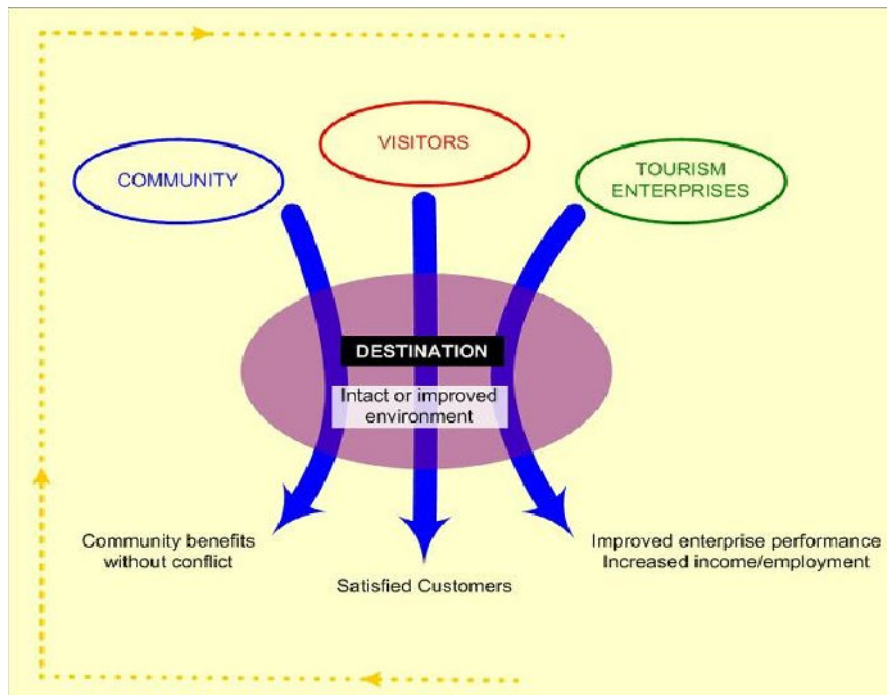 COMMUNITY
VISITORS
TOURISM
ENTERPRISES
DESTINATION
Intact or improved
environment
Community benefits
without conflict
Satisfied Customers
Improved enterprise performance
Increased income/employment